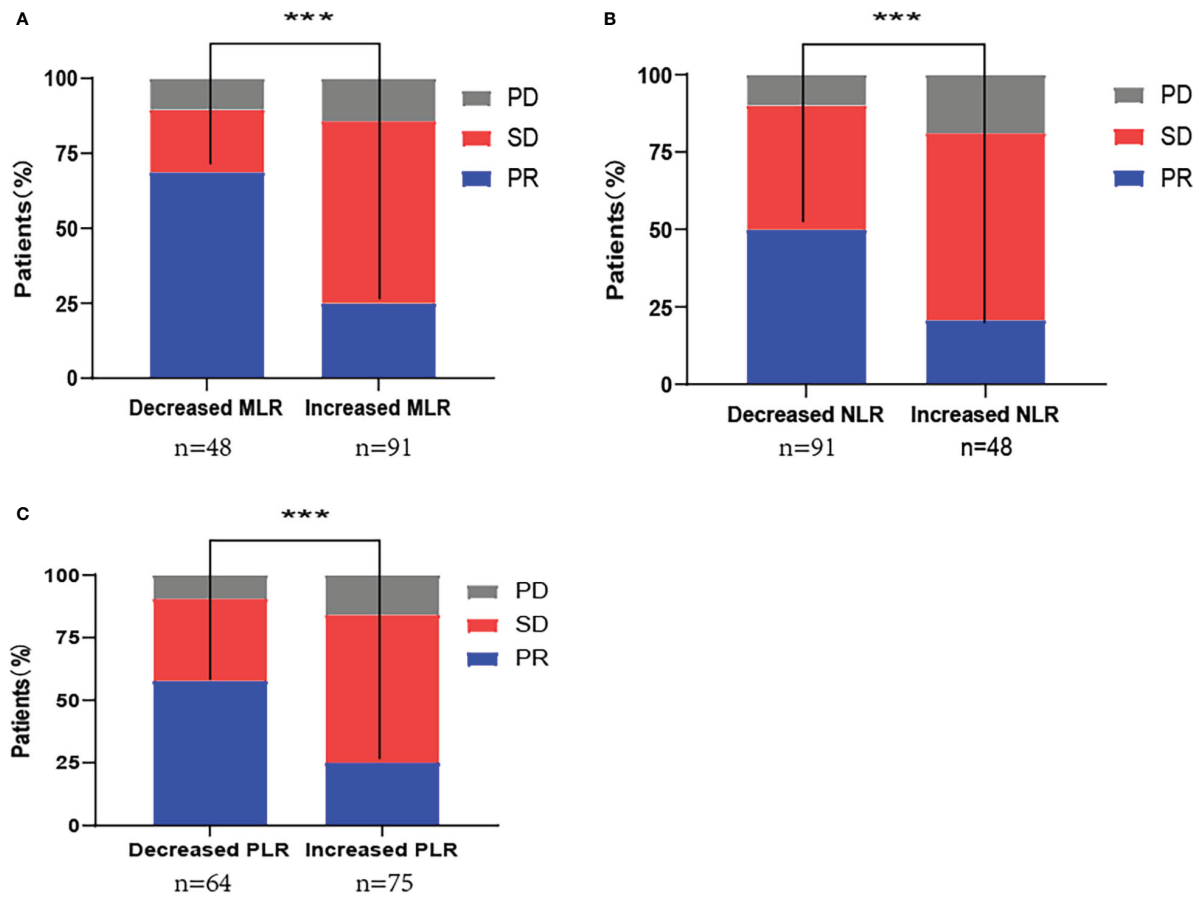 A
***
Patients(%)
100
75
50
25
0
PD
SD
PR
Decreased MLR Increased MLR
n=48 n=91
B
***
Patients(%)
100
75
50
25
0
PD
SD
PR
Decreased NLR Increased NLR
n=91 n=48
C
***
Patients(%)
100
75
50
25
0
PD
SD
PR
Decreased PLR Increased PLR
n=64 n=75